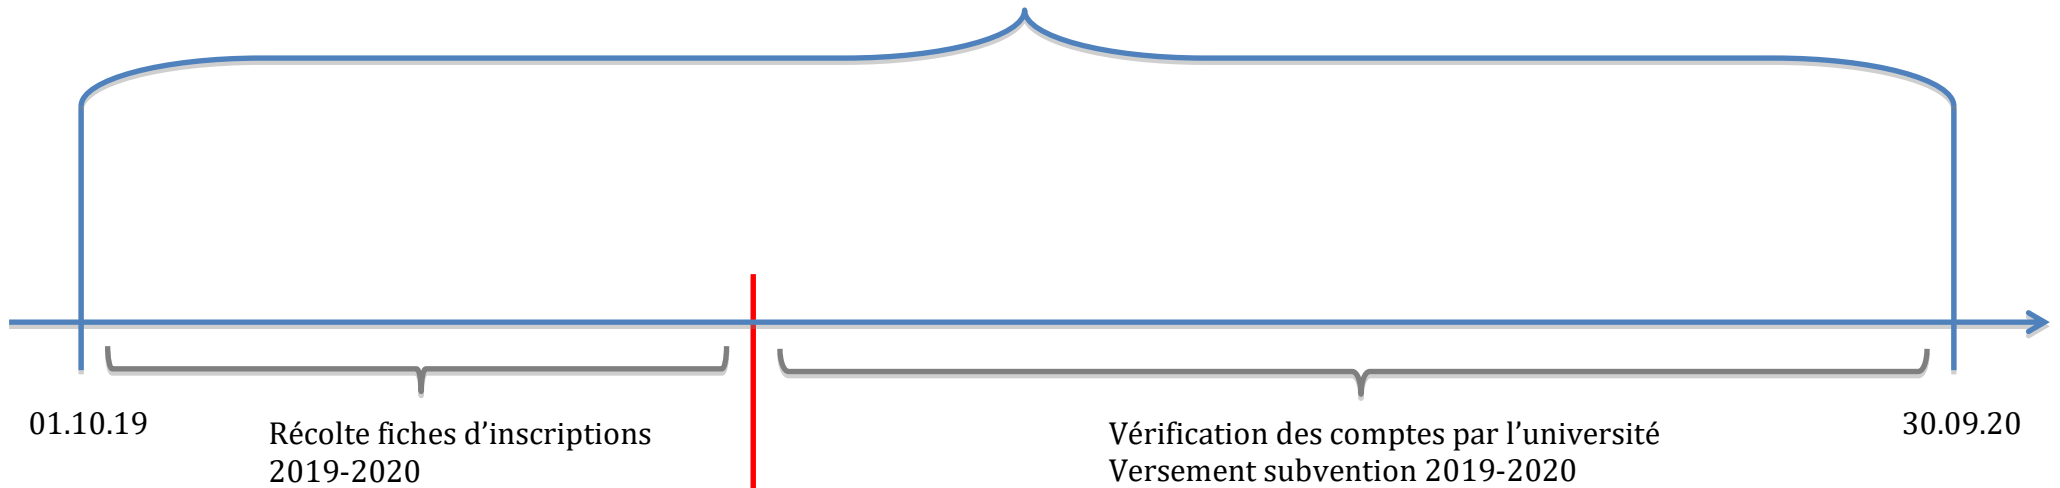 01.10.19
Récolte fiches d’inscriptions
2019-2020
Vérification des comptes par l’université
Versement subvention 2019-2020
30.09.20